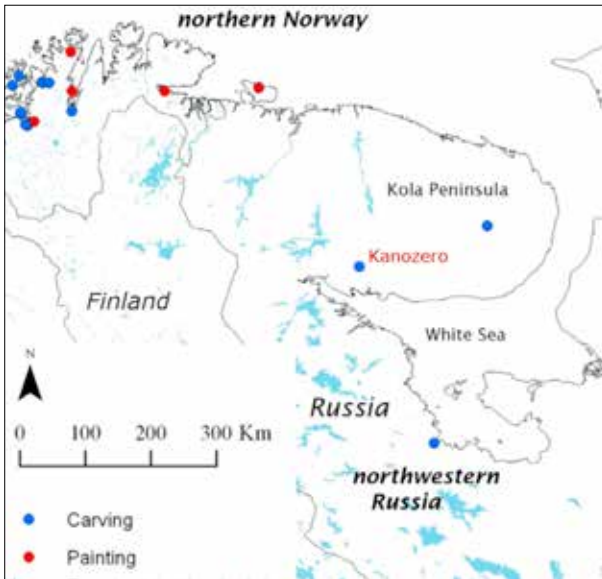 northern Norway
Kola Peninsula
Kanozero
Finland
White Sea
N
Russia
0 100 200 300 Km
northwestern
Russia
Carving
Painting